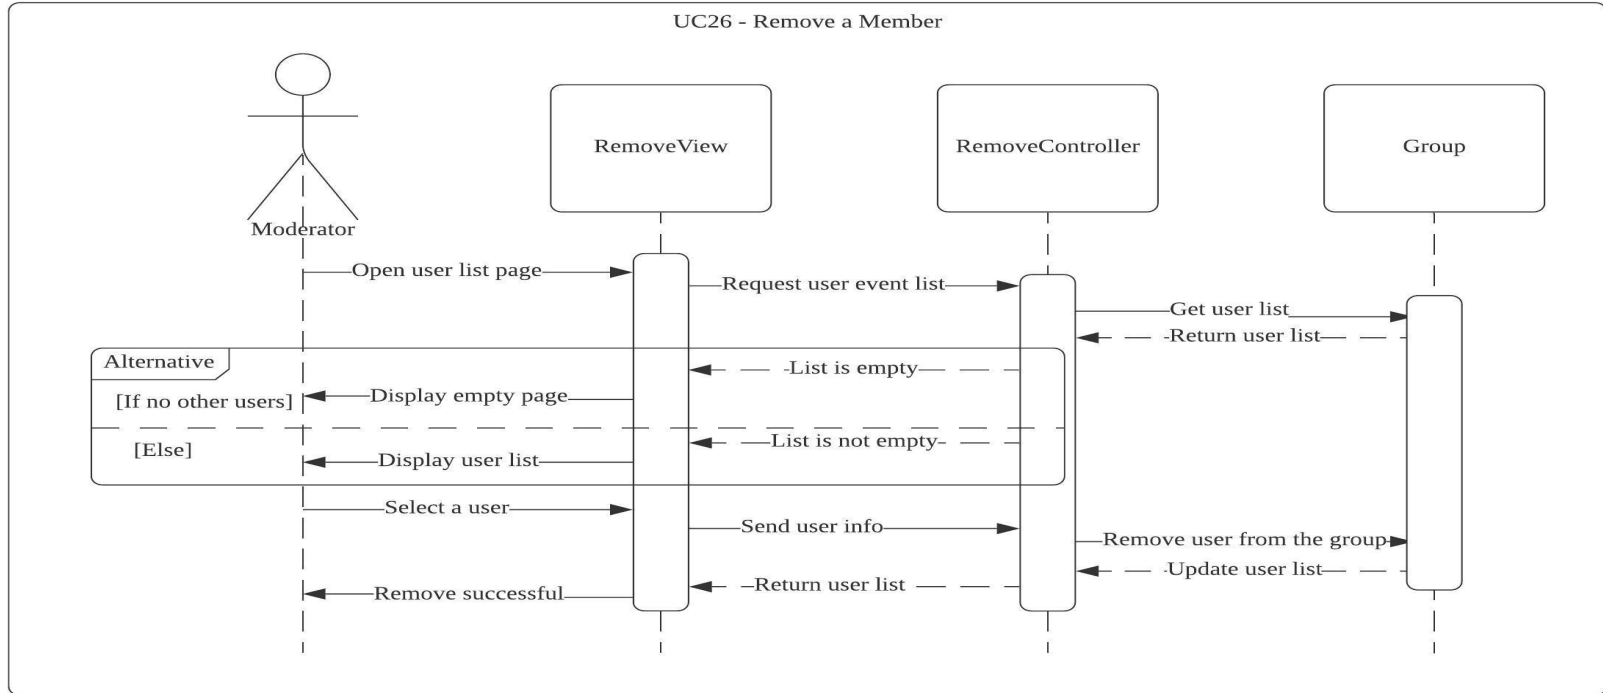 UC26 - Remove a Member
RemoveView
RemoveController
Group
Moderator
Open user list page
Request user event list
Get user list
Return user list
Alternative
List is empty
[If no other users]
Display empty page
List is not empty
[Else]
Display user list
Select a user
Send user info
Remove user from the group
Update user list
Return user list
Remove successful